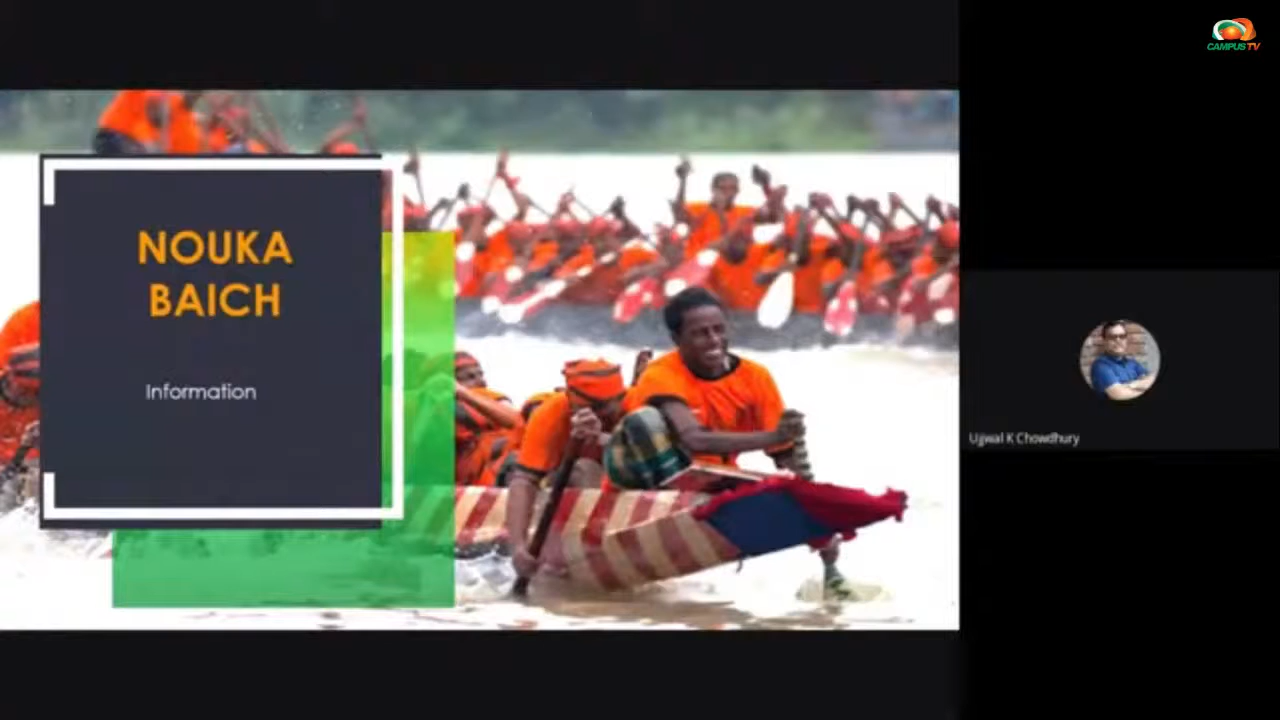 CAMPUS TV
NOUKA
BAICH
Information
Ujjwal K Chowdhury